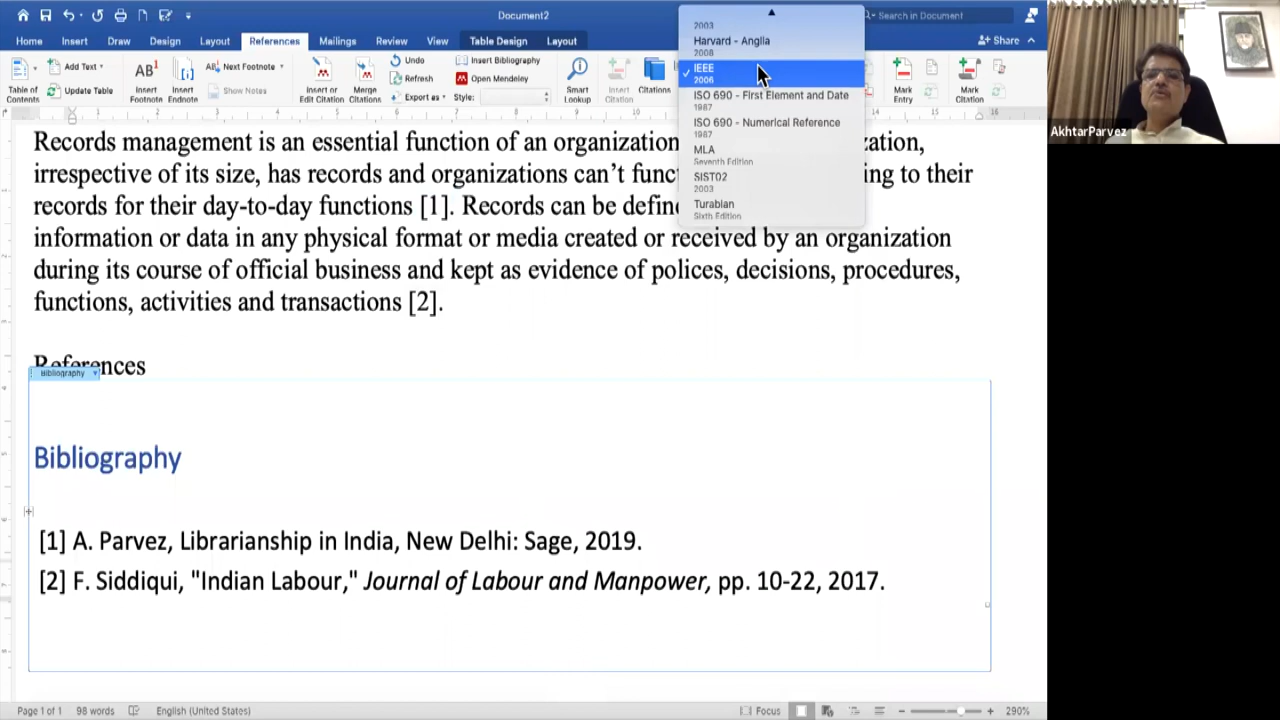 Document2
Search in Document
Home Insert Draw Design Layout References Mailings Review View Table Design Layout
Share
Table of Contents
Add Text
Update Table
AB¹
Insert Footnote
Insert Endnote
Next Footnote
Show Notes
Insert or Edit Citation
Merge Citations
Undo
Refresh
Export as
Insert Bibliography
Open Mendeley
Style:
Smart Lookup
Insert Citation
Citations
Mark Entry
Mark Citation
2003
Harvard - Anglia
2008
IEEE
2006
ISO 690 - First Element and Date
1987
ISO 690 - Numerical Reference
1987
MLA
Seventh Edition
SIST02
2003
Turabian
Sixth Edition
AkhtarParvez
Records management is an essential function of an organization zation,
irrespective of its size, has records and organizations can’t func ing to their
records for their day-to-day functions [1]. Records can be define
information or data in any physical format or media created or received by an organization
during its course of official business and kept as evidence of polices, decisions, procedures,
functions, activities and transactions [2].
References
Bibliography
Bibliography
[1] A. Parvez, Librarianship in India, New Delhi: Sage, 2019.
[2] F. Siddiqui, "Indian Labour," Journal of Labour and Manpower, pp. 10-22, 2017.
Page 1 of 1 98 words English (United States) Focus 290%